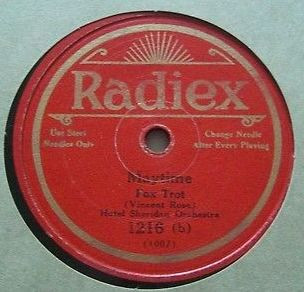 Radiex
Use Steel
Needles Only
Change Needle
After Every Playing
Maytime
Fox Trot
(Vincent Rose)
Hotel Sheridan Orchestra
1216 (b)
(1007)